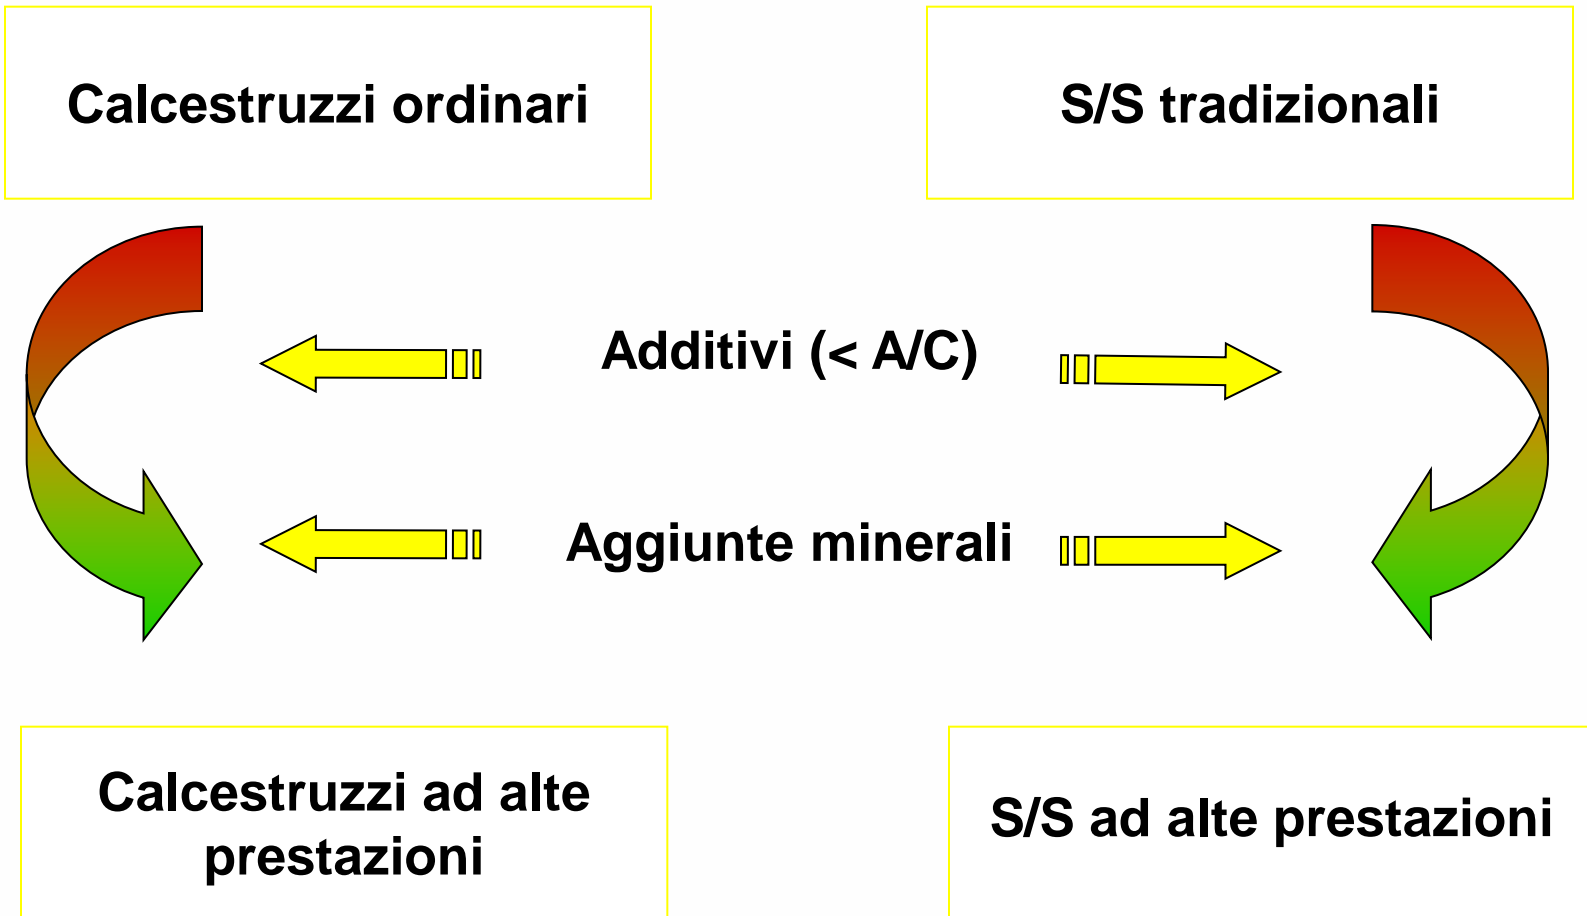 Calcestruzzi ordinari
S/S tradizionali
Additivi (< A/C)
Aggiunte minerali
Calcestruzzi ad alte
prestazioni
S/S ad alte prestazioni